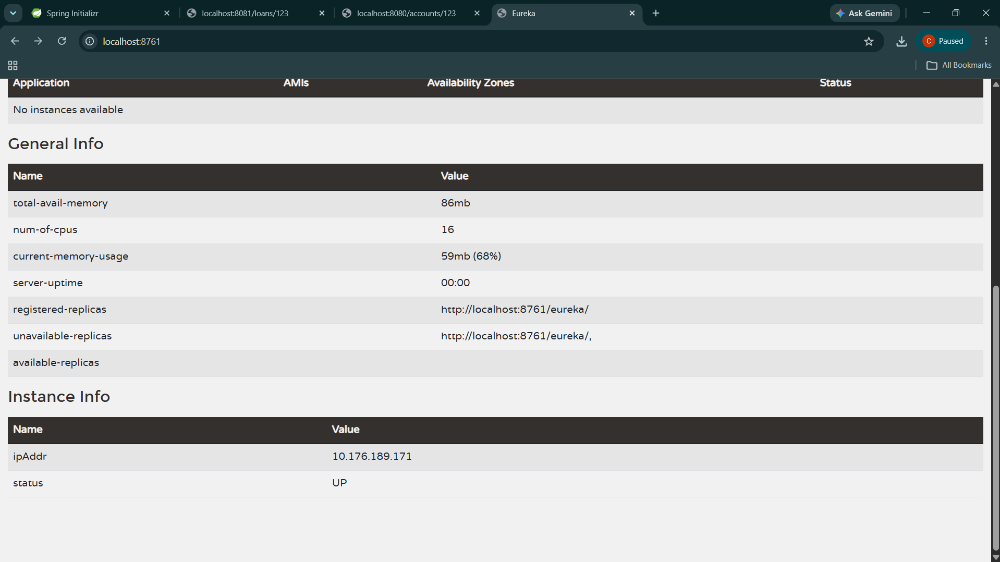 Spring Initializr
localhost:8081/loans/123
localhost:8080/accounts/123
Eureka
Ask Gemini
localhost:8761
C
Paused
All Bookmarks
Application AMIs Availability Zones Status
No instances available
General Info
Name Value
total-avail-memory 86mb
num-of-cpus 16
current-memory-usage 59mb (68%)
server-uptime 00:00
registered-replicas http://localhost:8761/eureka/
unavailable-replicas http://localhost:8761/eureka/,
available-replicas
Instance Info
Name Value
ipAddr 10.176.189.171
status UP